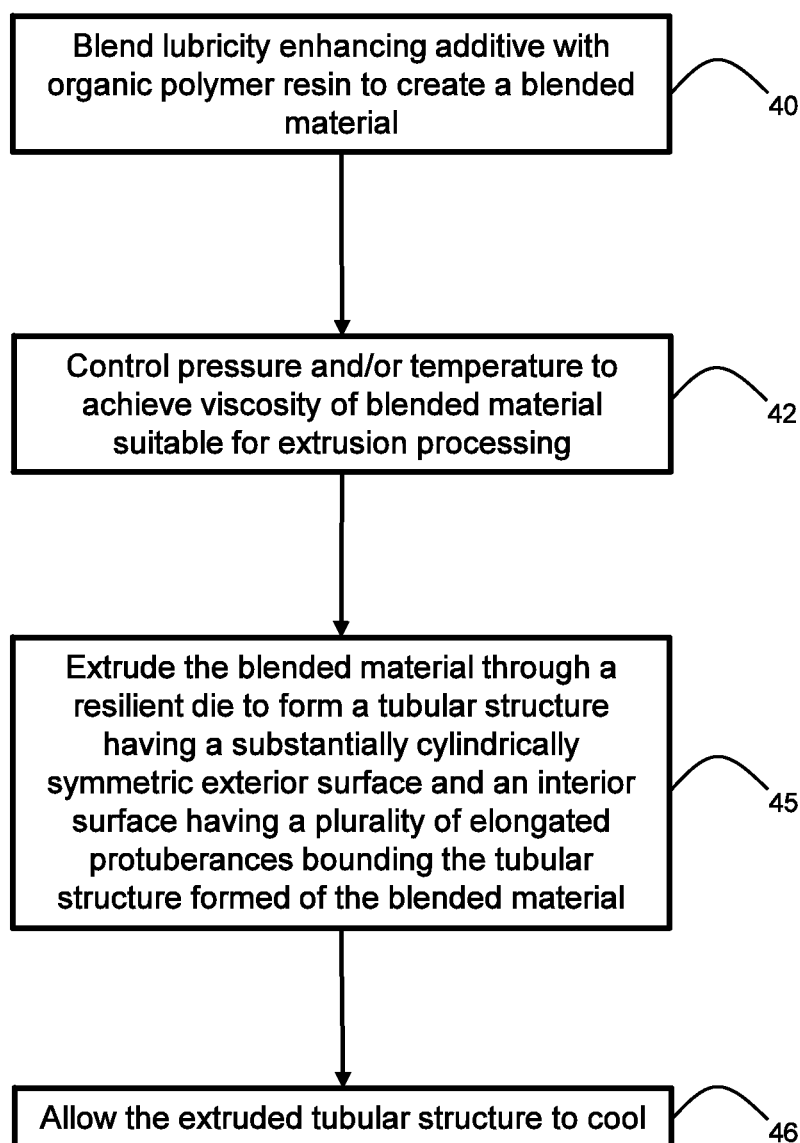 Blend lubricity enhancing additive with
organic polymer resin to create a blended
material
40
Control pressure and/or temperature to
achieve viscosity of blended material
suitable for extrusion processing
42
Extrude the blended material through a
resilient die to form a tubular structure
having a substantially cylindrically
symmetric exterior surface and an interior
surface having a plurality of elongated
protuberances bounding the tubular
structure formed of the blended material
45
Allow the extruded tubular structure to cool
46